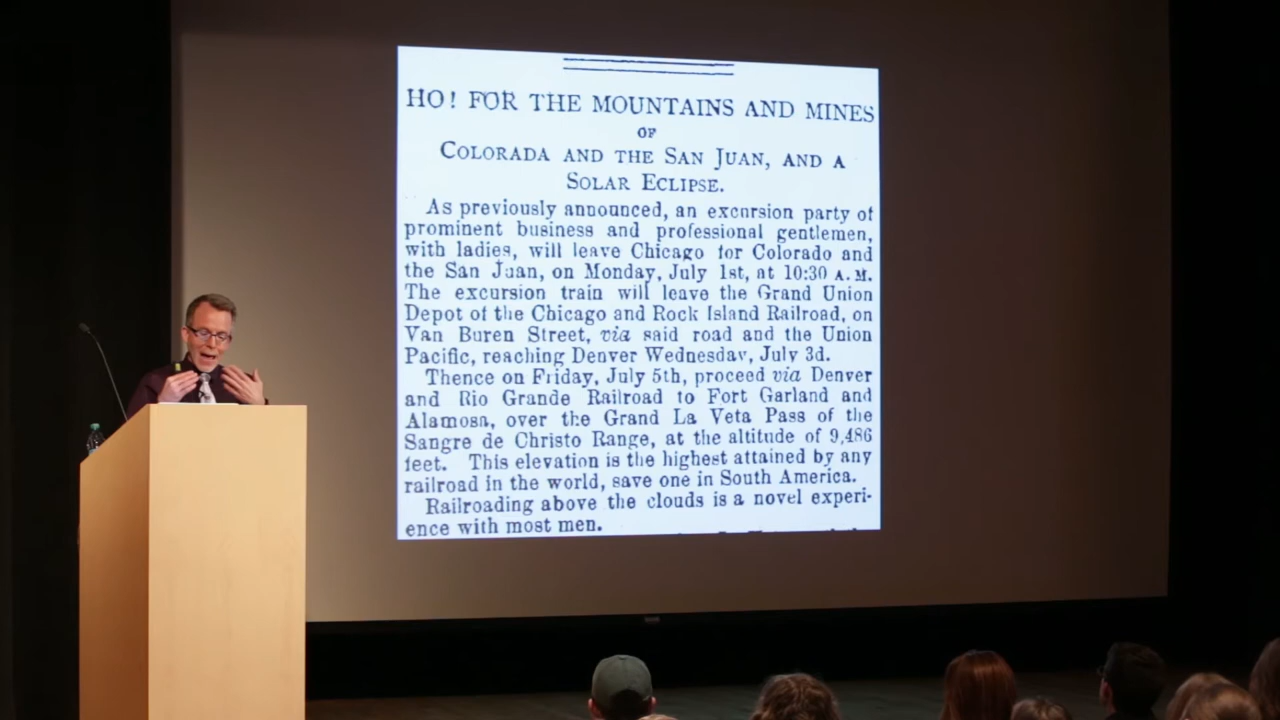 HO! FOR THE MOUNTAINS AND MINES
OF
COLORADA AND THE SAN JUAN, AND A
SOLAR ECLIPSE.
As previously announced, an excursion party of
prominent business and professional gentlemen,
with ladies, will leave Chicago for Colorado and
the San Juan, on Monday, July 1st, at 10:30 A. M.
The excursion train will leave the Grand Union
Depot of the Chicago and Rock Island Railroad, on
Van Buren Street, via said road and the Union
Pacific, reaching Denver Wednesday, July 3d.
Thence on Friday, July 5th, proceed via Denver
and Rio Grande Railroad to Fort Garland and
Alamosa, over the Grand La Veta Pass of the
Sangre de Christo Range, at the altitude of 9,486
feet. This elevation is the highest attained by any
railroad in the world, save one in South America.
Railroading above the clouds is a novel experi-
ence with most men.